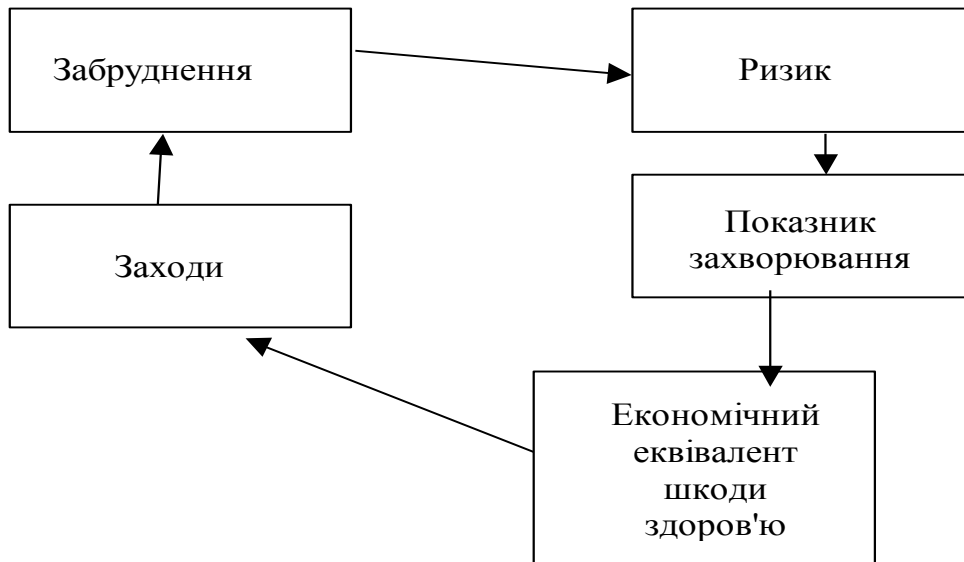 Забруднення
Ризик
Показник
захворювання
Заходи
Економічний
еквівалент
шкоди
здоров'ю